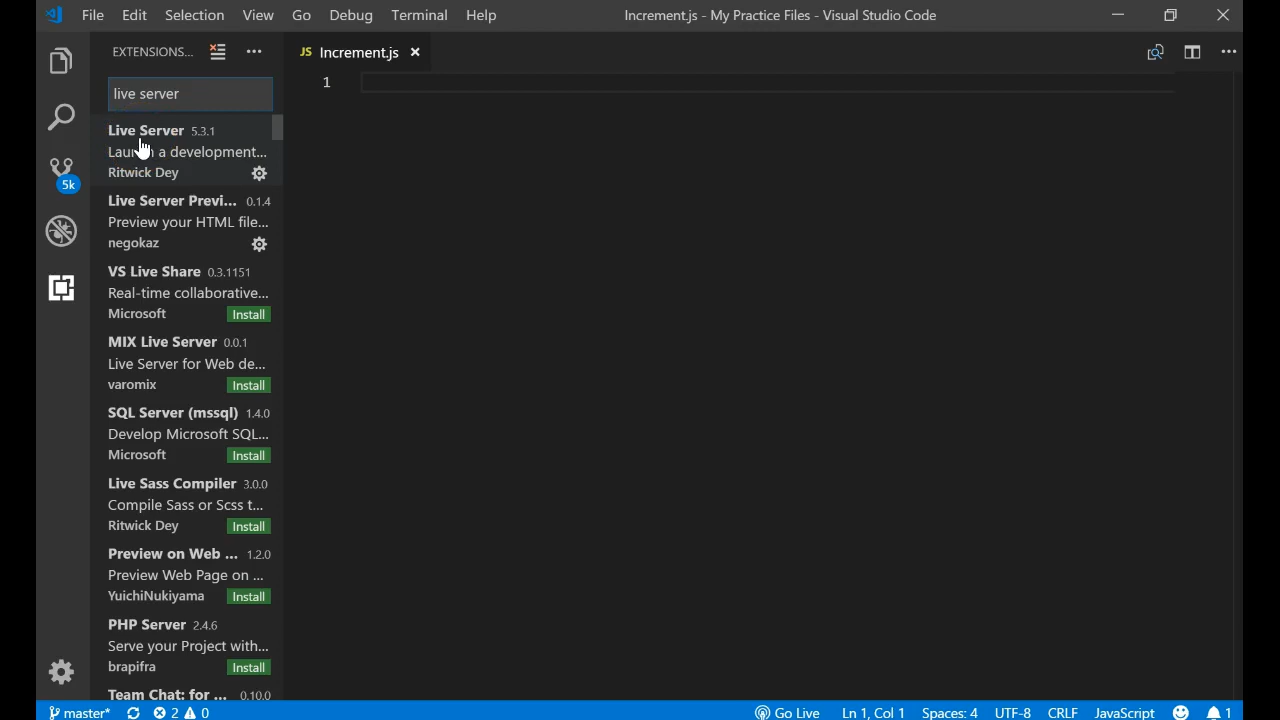 File Edit Selection View Go Debug Terminal Help Increment.js - My Practice Files - Visual Studio Code
EXTENSIONS...
JS Increment.js
1
live server
Live Server 5.3.1
a development...
Ritwick Dey
Live Server Previ... 0.1.4
Preview your HTML file...
negokaz
VS Live Share 0.3.1151
Real-time collaborative...
Microsoft Install
MIX Live Server 0.0.1
Live Server for Web de...
varomix Install
SQL Server (mssql) 1.4.0
Develop Microsoft SQL...
Microsoft Install
Live Sass Compiler 3.0.0
Compile Sass or Scss t...
Ritwick Dey Install
Preview on Web ... 1.2.0
Preview Web Page on ...
YuichiNukiyama Install
PHP Server 2.4.6
Serve your Project with...
brapifra Install
Team Chat: for ... 0.10.0
5k
master* 2 0 Go Live Ln 1, Col 1 Spaces: 4 UTF-8 CRLF JavaScript 1